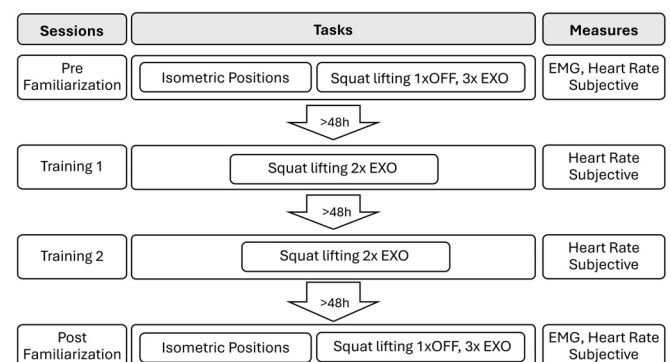 Sessions
Tasks
Measures
Pre
Familiarization
Isometric Positions
Squat lifting 1xOFF, 3x EXO
EMG, Heart Rate
Subjective
>48h
Training 1
Squat lifting 2x EXO
Heart Rate
Subjective
>48h
Training 2
Squat lifting 2x EXO
Heart Rate
Subjective
>48h
Post
Familiarization
Isometric Positions
Squat lifting 1xOFF, 3x EXO
EMG, Heart Rate
Subjective